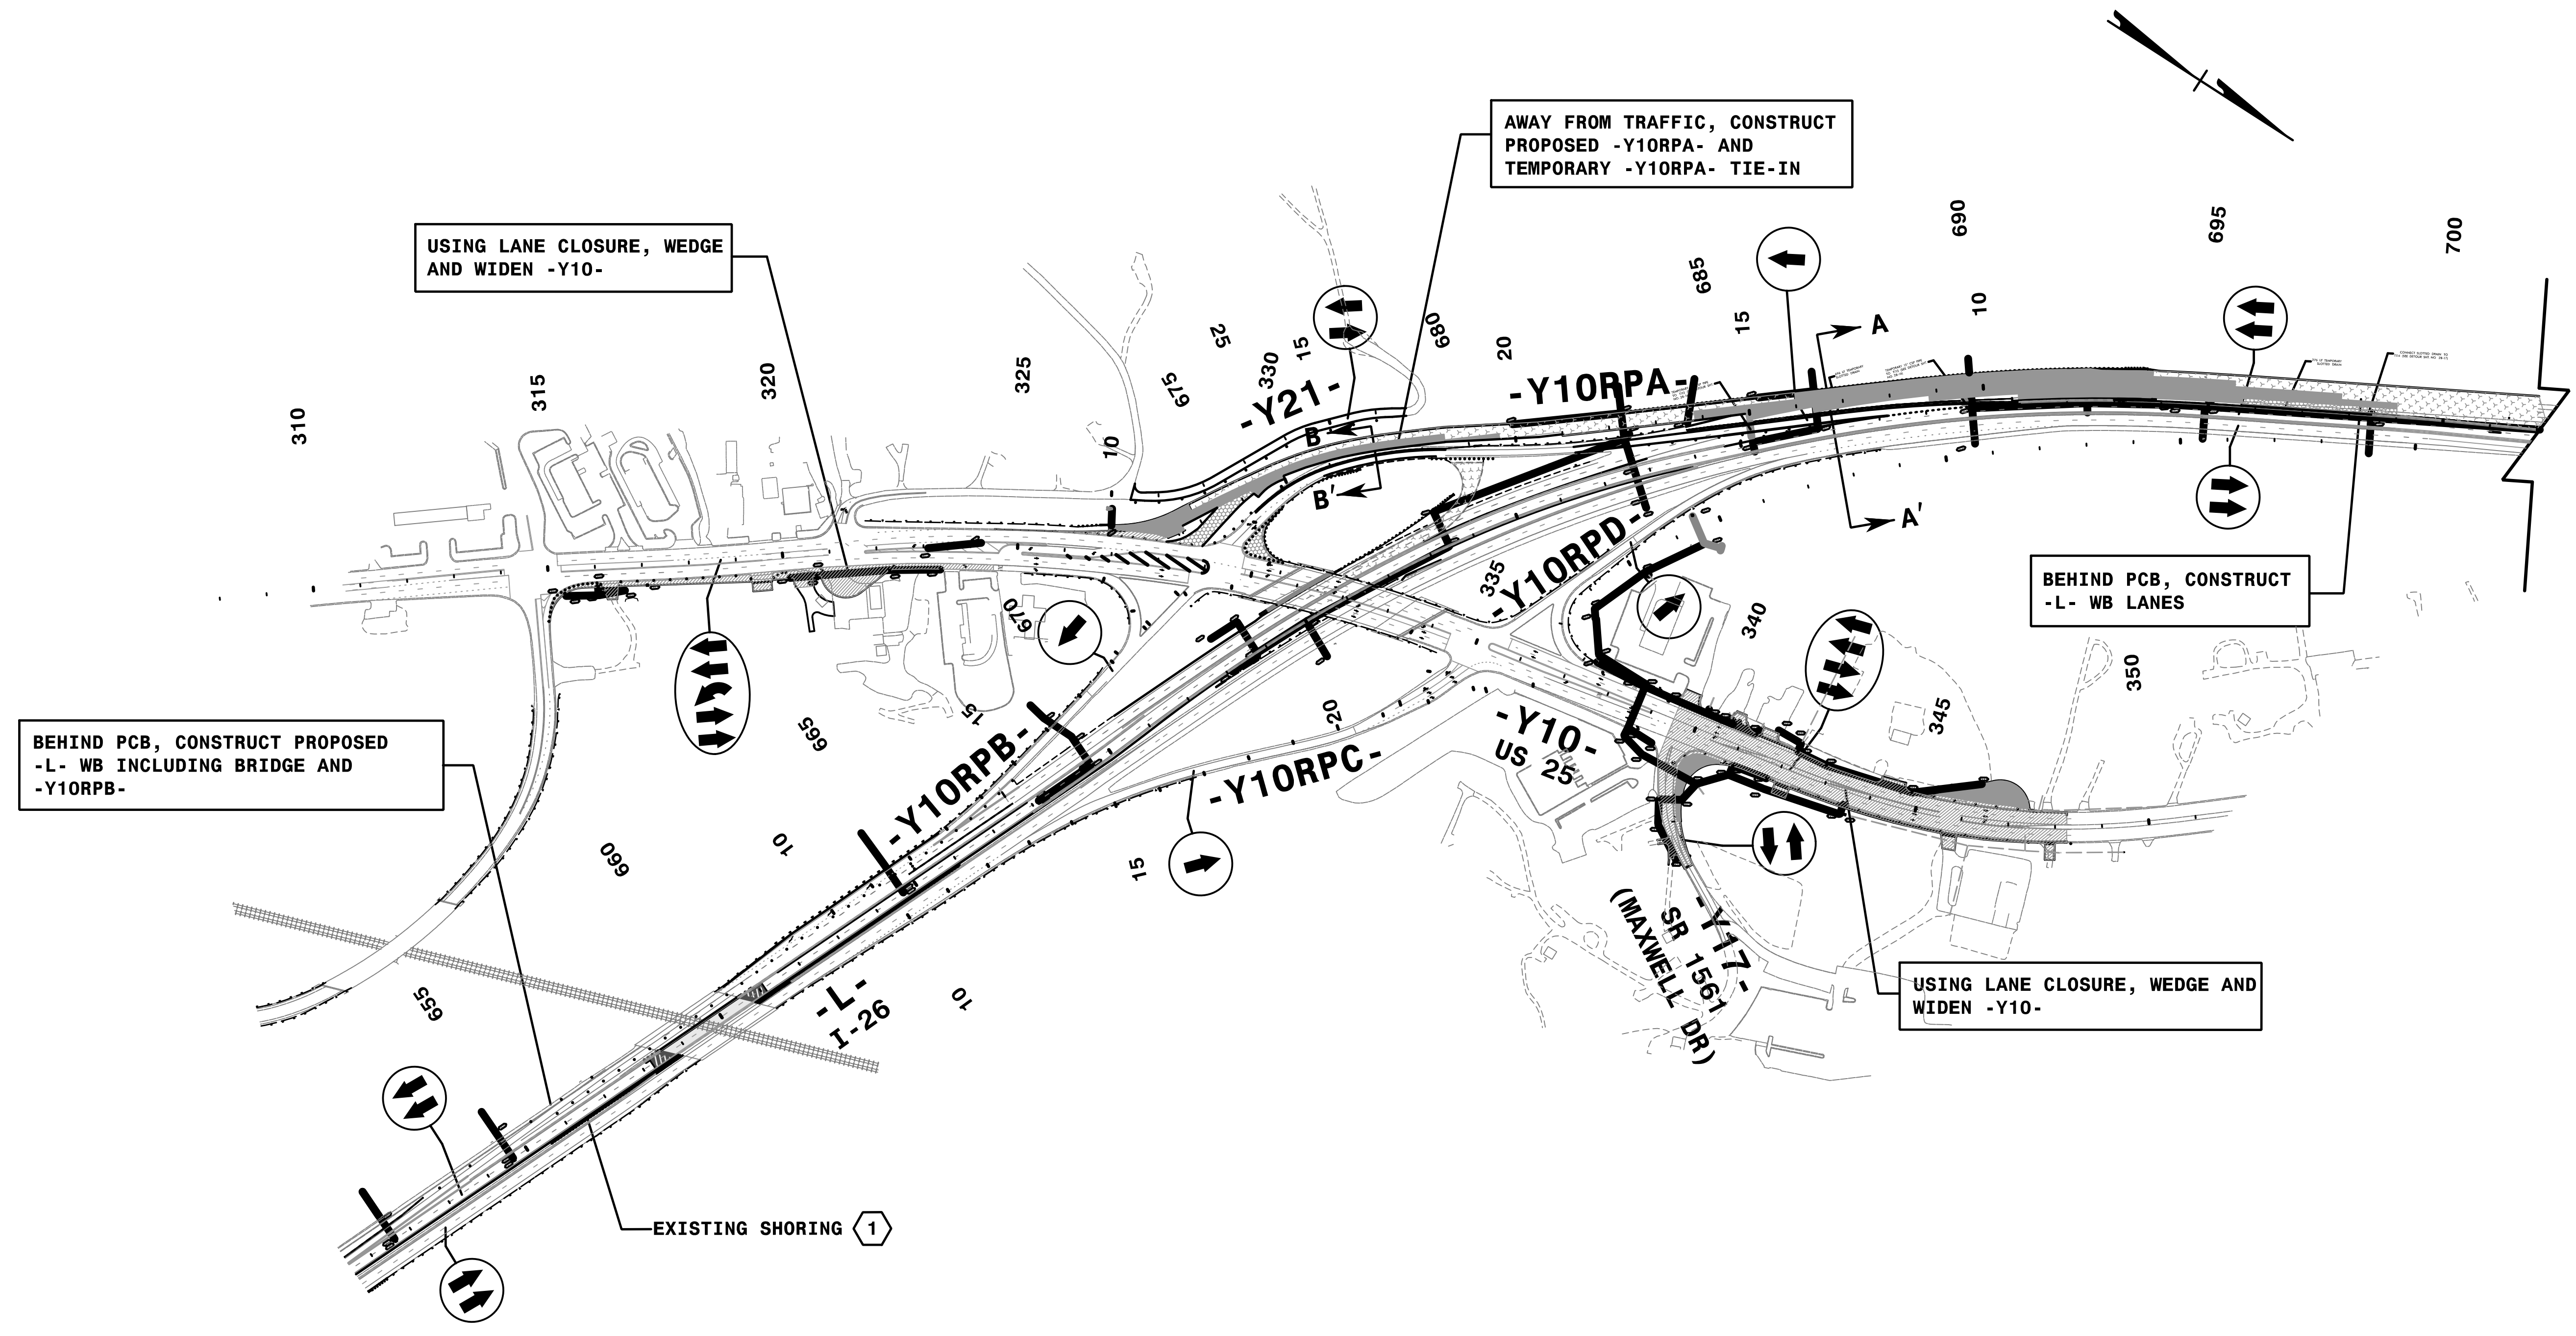 AWAY FROM TRAFFIC, CONSTRUCT
PROPOSED -Y10RPA- AND
TEMPORARY -Y10RPA- TIE-IN
USING LANE CLOSURE, WEDGE
AND WIDEN -Y10-
690
695
700
685
10
15
A
680
20
25
15
330
675
325
320
315
310
-Y10RPA-
-Y21-
B
10
B'
A'
BEHIND PCB, CONSTRUCT
-L- WB LANES
-Y10RPD-
335
340
670
350
345
15
665
20
-Y10-
US 25
-Y10RPB-
-Y10RPC-
BEHIND PCB, CONSTRUCT PROPOSED
-L- WB INCLUDING BRIDGE AND
-Y10RPB-
10
660
15
-Y17-
SR 1561
(MAXWELL DR)
USING LANE CLOSURE, WEDGE AND
WIDEN -Y10-
655
-L-
I-26
10
EXISTING SHORING 1